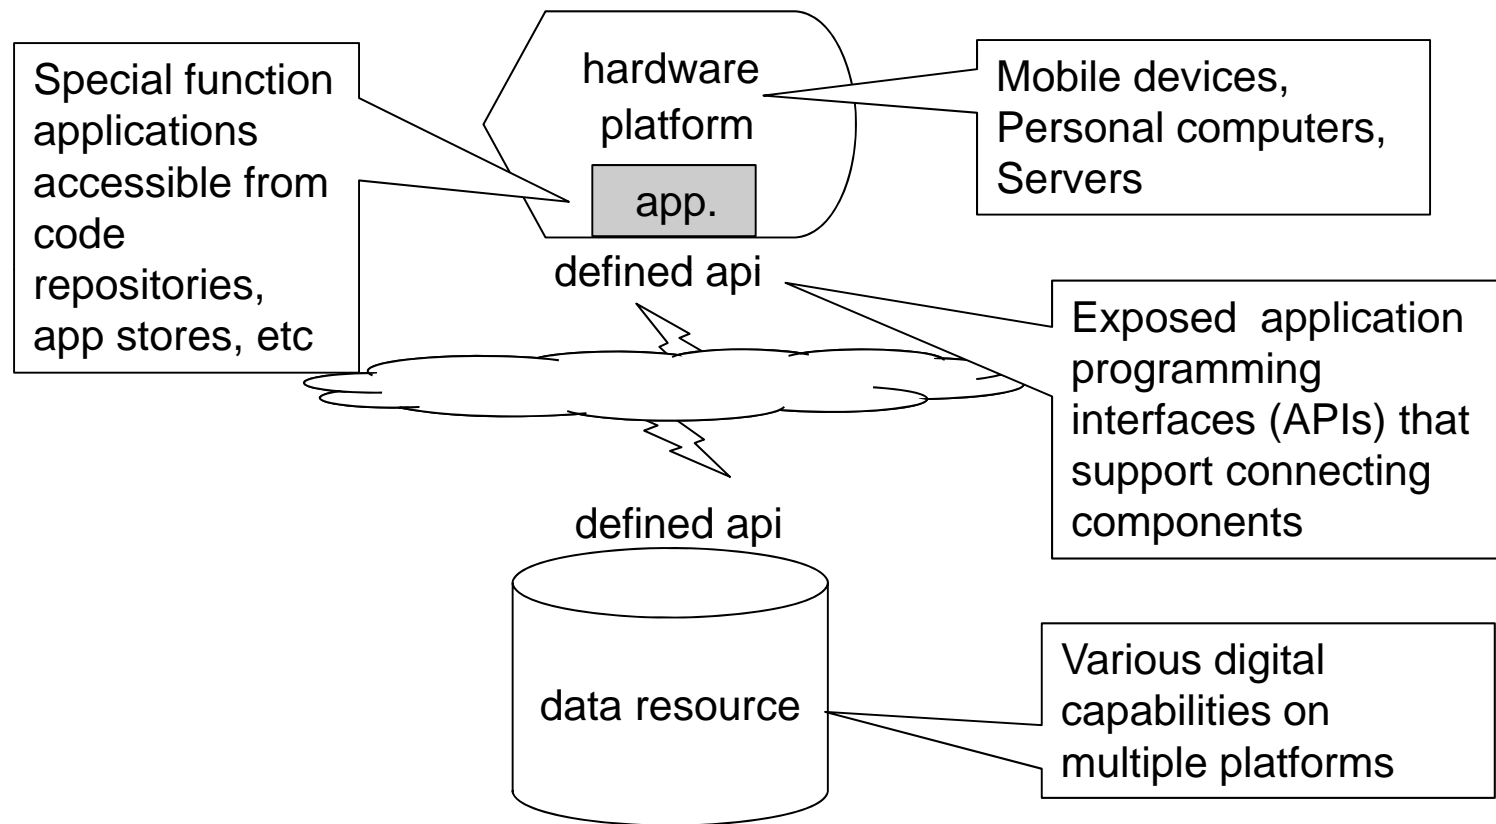 Special function
applications
accessible from
code
repositories,
app stores, etc
hardware
platform
app.
defined api
Mobile devices,
Personal computers,
Servers
Exposed application
programming
interfaces (APIs) that
support connecting
components
defined api
data resource
Various digital
capabilities on
multiple platforms